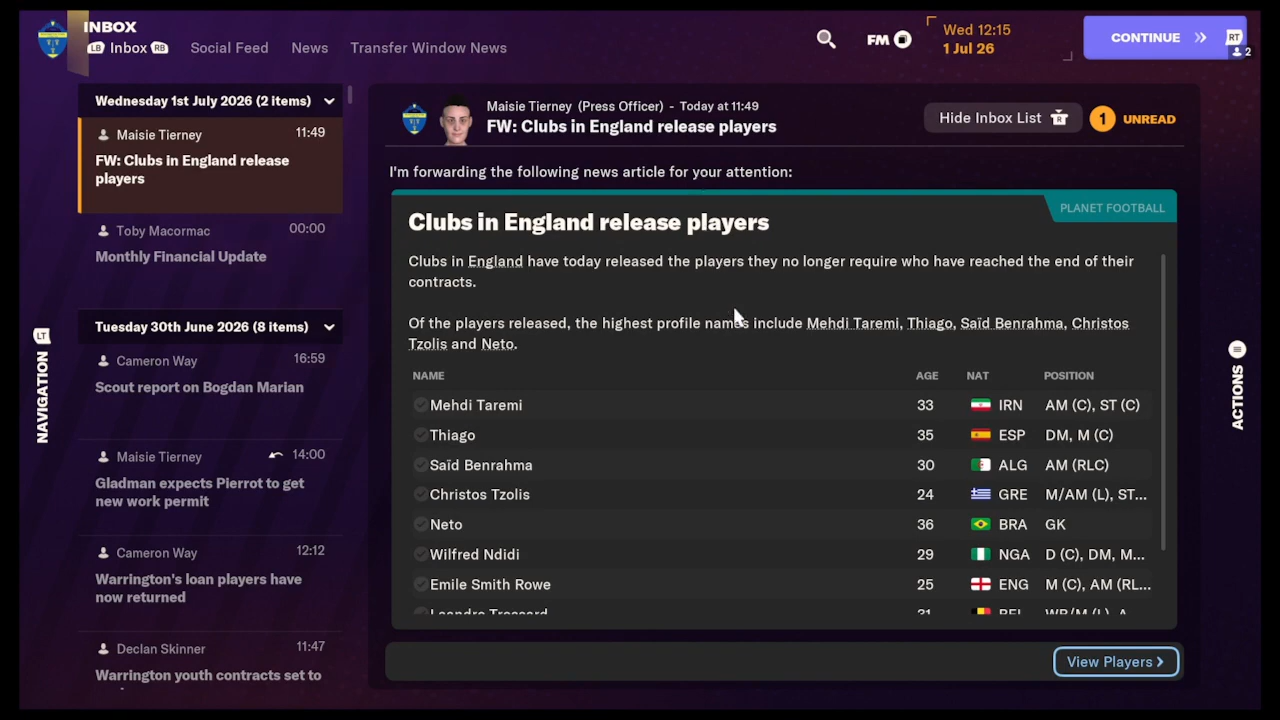 INBOX
LB Inbox RB
Social Feed
News
Transfer Window News
FM
Wed 12:15
1 Jul 26
CONTINUE
RT
2
Wednesday 1st July 2026 (2 items)
Maisie Tierney
11:49
FW: Clubs in England release
players
Toby Macormac
00:00
Monthly Financial Update
Tuesday 30th June 2026 (8 items)
Cameron Way
16:59
Scout report on Bogdan Marian
Maisie Tierney
14:00
Gladman expects Pierrot to get
new work permit
Cameron Way
12:12
Warrington's loan players have
now returned
Declan Skinner
11:47
Warrington youth contracts set to
LT
NAVIGATION
Maisie Tierney (Press Officer) - Today at 11:49
FW: Clubs in England release players
Hide Inbox List
R
1 UNREAD
I'm forwarding the following news article for your attention:
PLANET FOOTBALL
Clubs in England release players
Clubs in England have today released the players they no longer require who have reached the end of their
contracts.
Of the players released, the highest profile names include Mehdi Taremi, Thiago, Saïd Benrahma, Christos
Tzolis and Neto.
NAME AGE NAT POSITION
Mehdi Taremi 33 IRN AM (C), ST (C)
Thiago 35 ESP DM, M (C)
Saïd Benrahma 30 ALG AM (RLC)
Christos Tzolis 24 GRE M/AM (L), ST...
Neto 36 BRA GK
Wilfred Ndidi 29 NGA D (C), DM, M...
Emile Smith Rowe 25 ENG M (C), AM (RL...
Leandro Trossard 31 BEL WB/M (L), A
View Players
ACTIONS